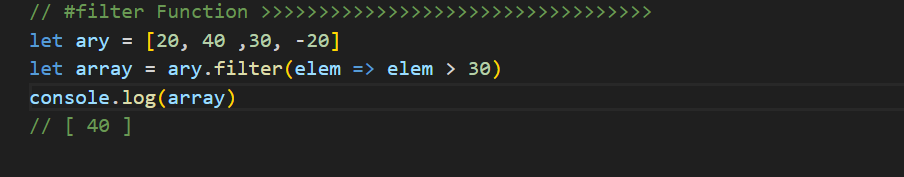 // #filter Function >>>>>>>>>>>>>>>>>>>>>>>>>>>>>>>>>
let ary = [20, 40 ,30, -20]
let array = ary.filter(elem => elem > 30)
console.log(array)
// [ 40 ]